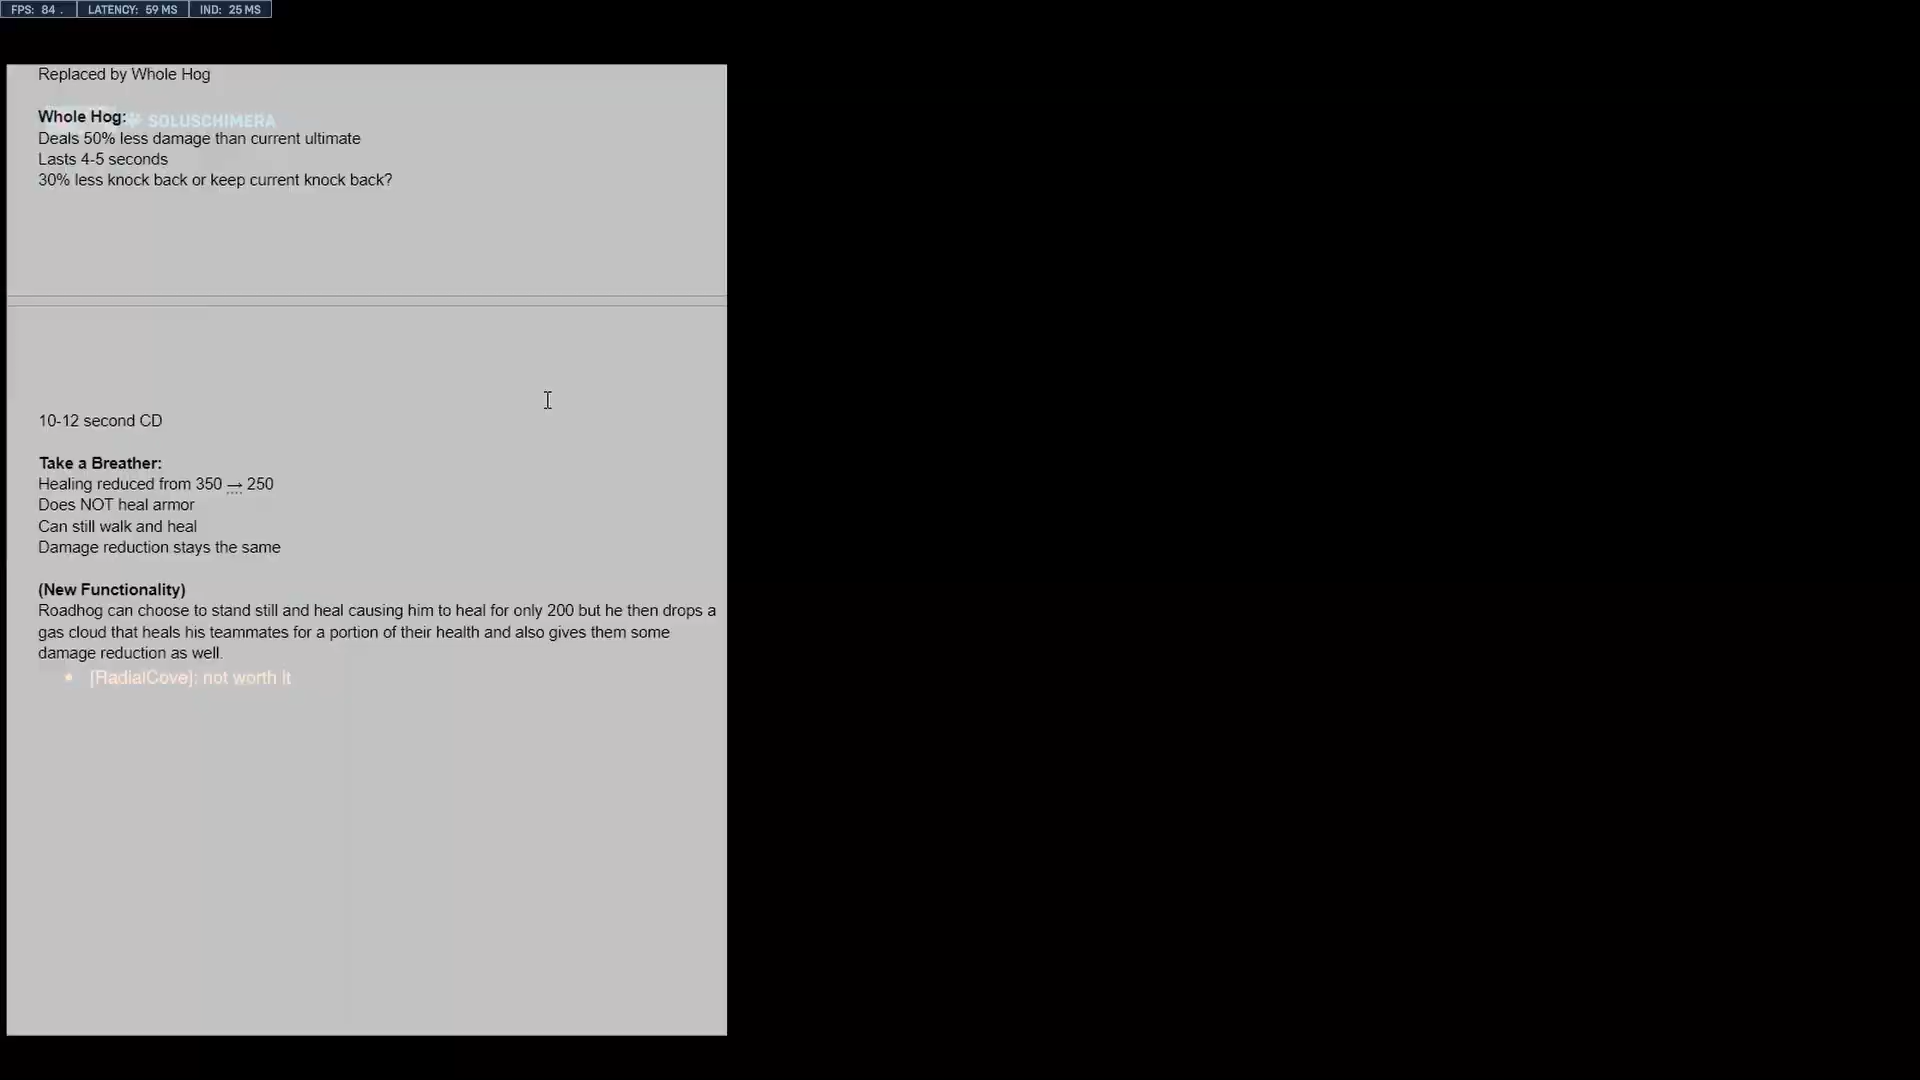 FPS: 84 . LATENCY: 59 MS IND: 25 MS
Replaced by Whole Hog
Whole Hog:
SOLUSCHIMERA
Deals 50% less damage than current ultimate
Lasts 4-5 seconds
30% less knock back or keep current knock back?
10-12 second CD
Take a Breather:
Healing reduced from 350 → 250
Does NOT heal armor
Can still walk and heal
Damage reduction stays the same
(New Functionality)
Roadhog can choose to stand still and heal causing him to heal for only 200 but he then drops a
gas cloud that heals his teammates for a portion of their health and also gives them some
damage reduction as well.
• [RadialCove]: not worth it